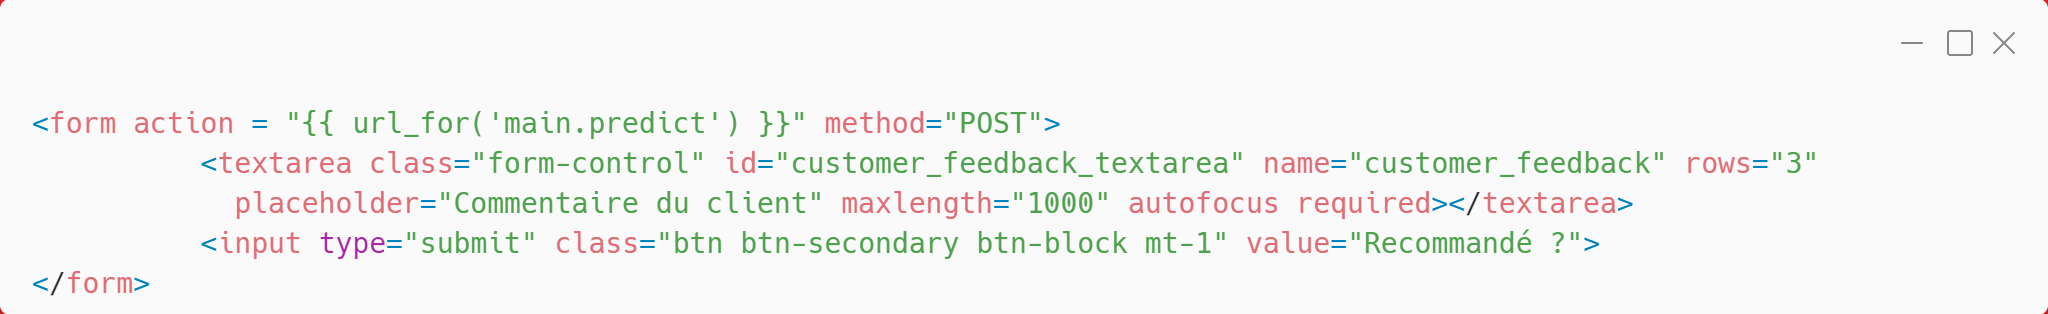 <form action = "{{ url_for('main.predict') }}" method="POST">
<textarea class="form-control" id="customer_feedback_textarea" name="customer_feedback" rows="3"
placeholder="Commentaire du client" maxlength="1000" autofocus required></textarea>
<input type="submit" class="btn btn-secondary btn-block mt-1" value="Recommandé ?">
</form>